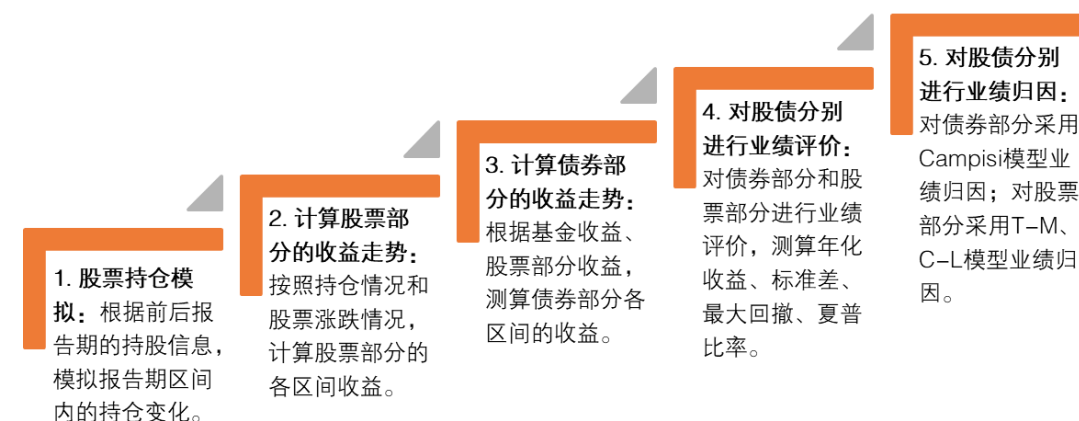 1. 股票持仓模
拟：根据前后报
告期的持股信息，
模拟报告期区间
内的持仓变化。
2. 计算股票部
分的收益走势：
按照持仓情况和
股票涨跌情况，
计算股票部分的
各区间收益。
3. 计算债券部
分的收益走势：
根据基金收益、
股票部分收益，
测算债券部分各
区间的收益。
4. 对股债分别
进行业绩评价：
对债券部分和股
票部分进行业绩
评价，测算年化
收益、标准差、
最大回撤、夏普
比率。
5. 对股债分别
进行业绩归因：
对债券部分采用
Campisi模型业
绩归因；对股票
部分采用T-M、
C-L模型业绩归
因。